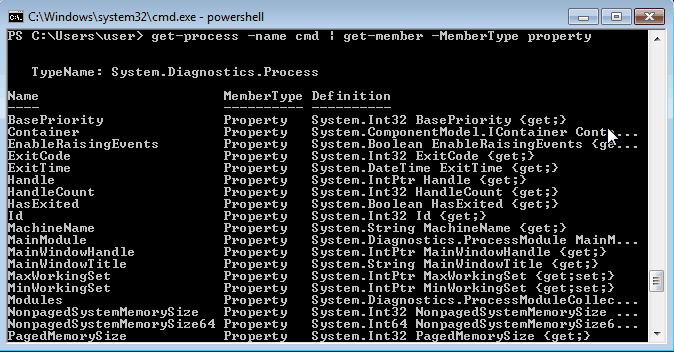 C:\Windows\system32\cmd.exe - powershell
PS C:\Users\user> get-process -name cmd | get-member -MemberType property
TypeName: System.Diagnostics.Process
Name MemberType Definition
---- ---------- ----------
BasePriority Property System.Int32 BasePriority {get;}
Container Property System.ComponentModel.IContainer Conta...
EnableRaisingEvents Property System.Boolean EnableRaisingEvents {ge...
ExitCode Property System.Int32 ExitCode {get;}
ExitTime Property System.DateTime ExitTime {get;}
Handle Property System.IntPtr Handle {get;}
HandleCount Property System.Int32 HandleCount {get;}
HasExited Property System.Boolean HasExited {get;}
Id Property System.Int32 Id {get;}
MachineName Property System.String MachineName {get;}
MainModule Property System.Diagnostics.ProcessModule MainM...
MainWindowHandle Property System.IntPtr MainWindowHandle {get;}
MainWindowTitle Property System.String MainWindowTitle {get;}
MaxWorkingSet Property System.IntPtr MaxWorkingSet {get;set;}
MinWorkingSet Property System.IntPtr MinWorkingSet {get;set;}
Modules Property System.Diagnostics.ProcessModuleCollec...
NonpagedSystemMemorySize Property System.Int32 NonpagedSystemMemorySize ...
NonpagedSystemMemorySize64 Property System.Int64 NonpagedSystemMemorySize6...
PagedMemorySize Property System.Int32 PagedMemorySize {get;}